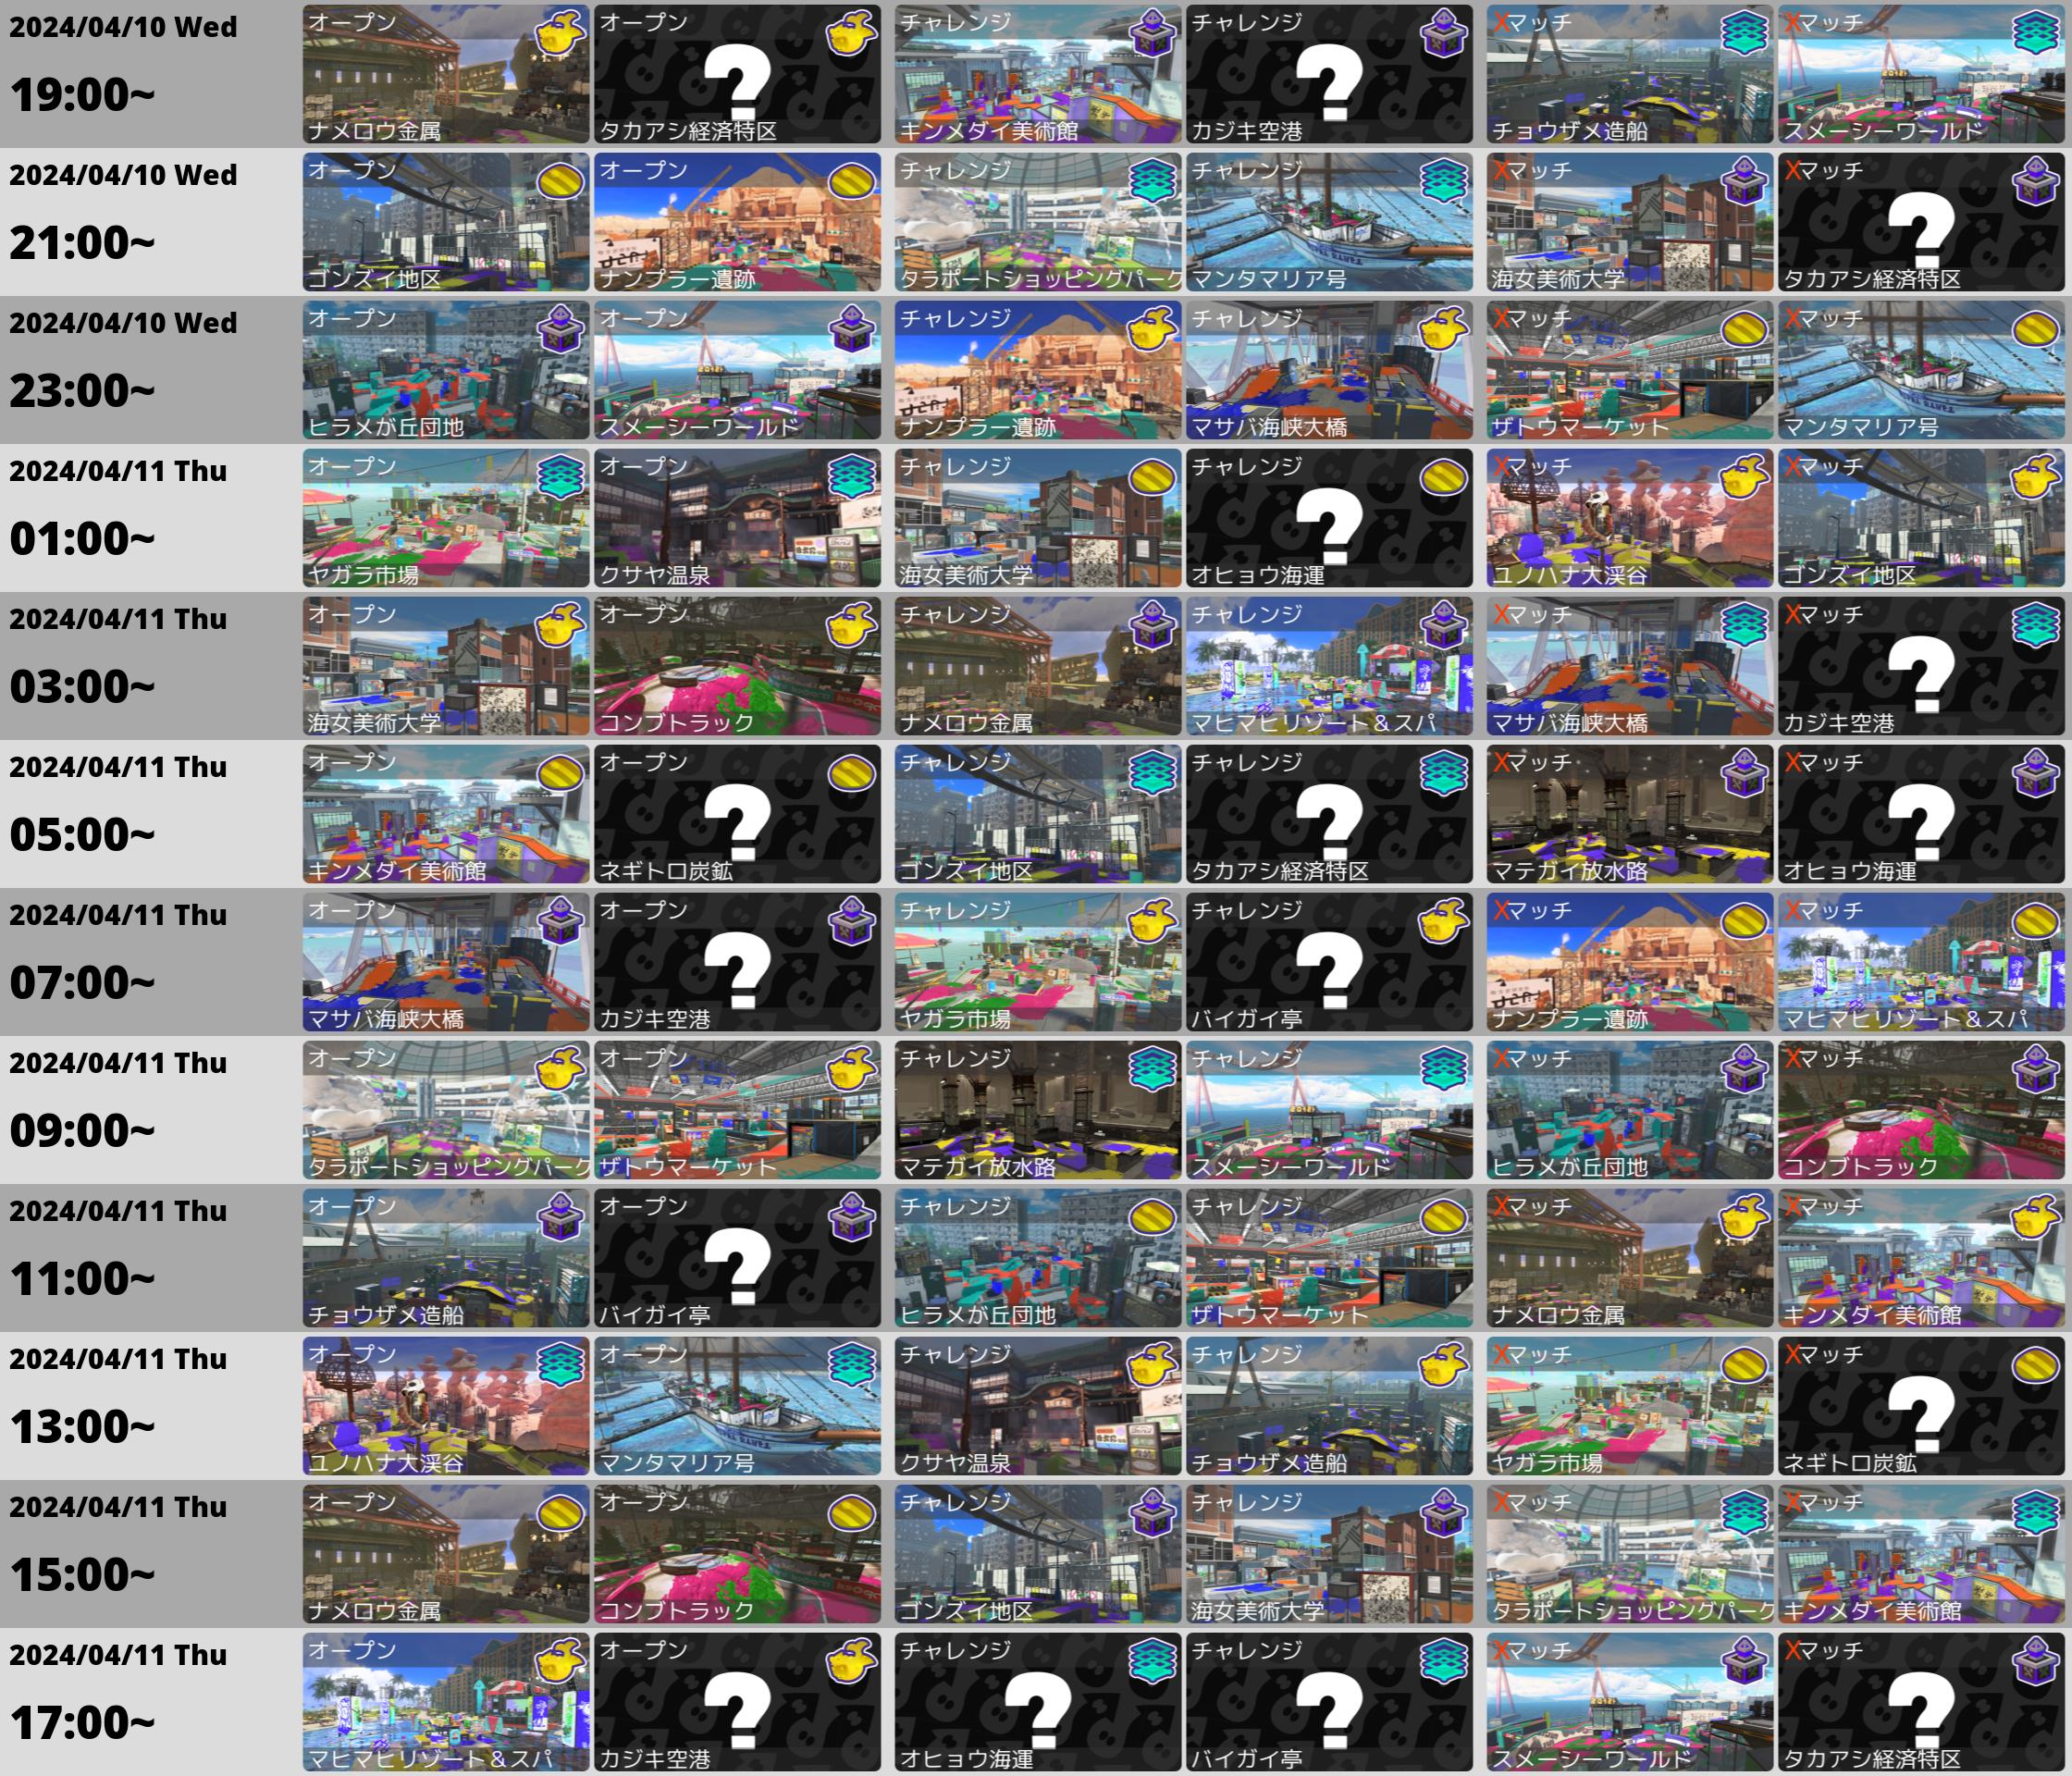 2024/04/10 Wed
19:00~
オープン
ナメロウ金属
オープン
タカアシ経済特区
チャレンジ
キンメダイ美術館
チャレンジ
カジキ空港
Xマッチ
チョウザメ造船
Xマッチ
スメーシーワールド
2024/04/10 Wed
21:00~
オープン
ゴンズイ地区
オープン
ナンプラー遺跡
チャレンジ
タラポートショッピングパーク
チャレンジ
マンタマリア号
Xマッチ
海女美術大学
Xマッチ
タカアシ経済特区
2024/04/10 Wed
23:00~
オープン
ヒラメが丘団地
オープン
スメーシーワールド
チャレンジ
ナンプラー遺跡
チャレンジ
マサバ海峡大橋
Xマッチ
ザトウマーケット
Xマッチ
マンタマリア号
2024/04/11 Thu
01:00~
オープン
ヤガラ市場
オープン
クサヤ温泉
チャレンジ
海女美術大学
チャレンジ
オヒョウ海運
Xマッチ
ユノハナ大渓谷
Xマッチ
ゴンズイ地区
2024/04/11 Thu
03:00~
オープン
海女美術大学
オープン
コンブトラック
チャレンジ
ナメロウ金属
チャレンジ
マヒマヒリゾート＆スパ
Xマッチ
マサバ海峡大橋
Xマッチ
カジキ空港
2024/04/11 Thu
05:00~
オープン
キンメダイ美術館
オープン
ネギトロ炭鉱
チャレンジ
ゴンズイ地区
チャレンジ
タカアシ経済特区
Xマッチ
マテガイ放水路
Xマッチ
オヒョウ海運
2024/04/11 Thu
07:00~
オープン
マサバ海峡大橋
オープン
カジキ空港
チャレンジ
ヤガラ市場
チャレンジ
バイガイ亭
Xマッチ
ナンプラー遺跡
Xマッチ
マヒマヒリゾート＆スパ
2024/04/11 Thu
09:00~
オープン
タラポートショッピングパーク
オープン
ザトウマーケット
チャレンジ
マテガイ放水路
チャレンジ
スメーシーワールド
Xマッチ
ヒラメが丘団地
Xマッチ
コンブトラック
2024/04/11 Thu
11:00~
オープン
チョウザメ造船
オープン
バイガイ亭
チャレンジ
ヒラメが丘団地
チャレンジ
ザトウマーケット
Xマッチ
ナメロウ金属
Xマッチ
キンメダイ美術館
2024/04/11 Thu
13:00~
オープン
ユノハナ大渓谷
オープン
マンタマリア号
チャレンジ
クサヤ温泉
チャレンジ
チョウザメ造船
Xマッチ
ヤガラ市場
Xマッチ
ネギトロ炭鉱
2024/04/11 Thu
15:00~
オープン
ナメロウ金属
オープン
コンブトラック
チャレンジ
ゴンズイ地区
チャレンジ
海女美術大学
Xマッチ
タラポートショッピングパーク
Xマッチ
キンメダイ美術館
2024/04/11 Thu
17:00~
オープン
マヒマヒリゾート＆スパ
オープン
カジキ空港
チャレンジ
オヒョウ海運
チャレンジ
バイガイ亭
Xマッチ
スメーシーワールド
Xマッチ
タカアシ経済特区